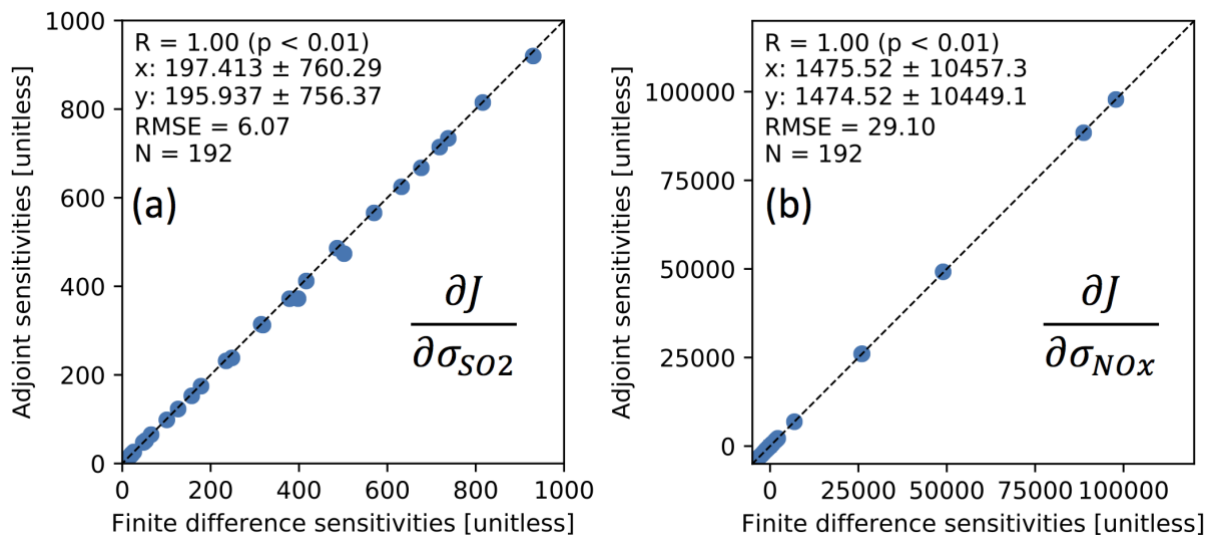 R = 1.00 (p < 0.01)
x: 197.413 ± 760.29
y: 195.937 ± 756.37
RMSE = 6.07
N = 192
(a)
∂J
∂σSO2
1000
800
600
400
200
0
0 200 400 600 800 1000
Adjoint sensitivities [unitless]
Finite difference sensitivities [unitless]
R = 1.00 (p < 0.01)
x: 1475.52 ± 10457.3
y: 1474.52 ± 10449.1
RMSE = 29.10
N = 192
(b)
∂J
∂σNOx
100000
75000
50000
25000
0
0 25000 50000 75000 100000
Adjoint sensitivities [unitless]
Finite difference sensitivities [unitless]